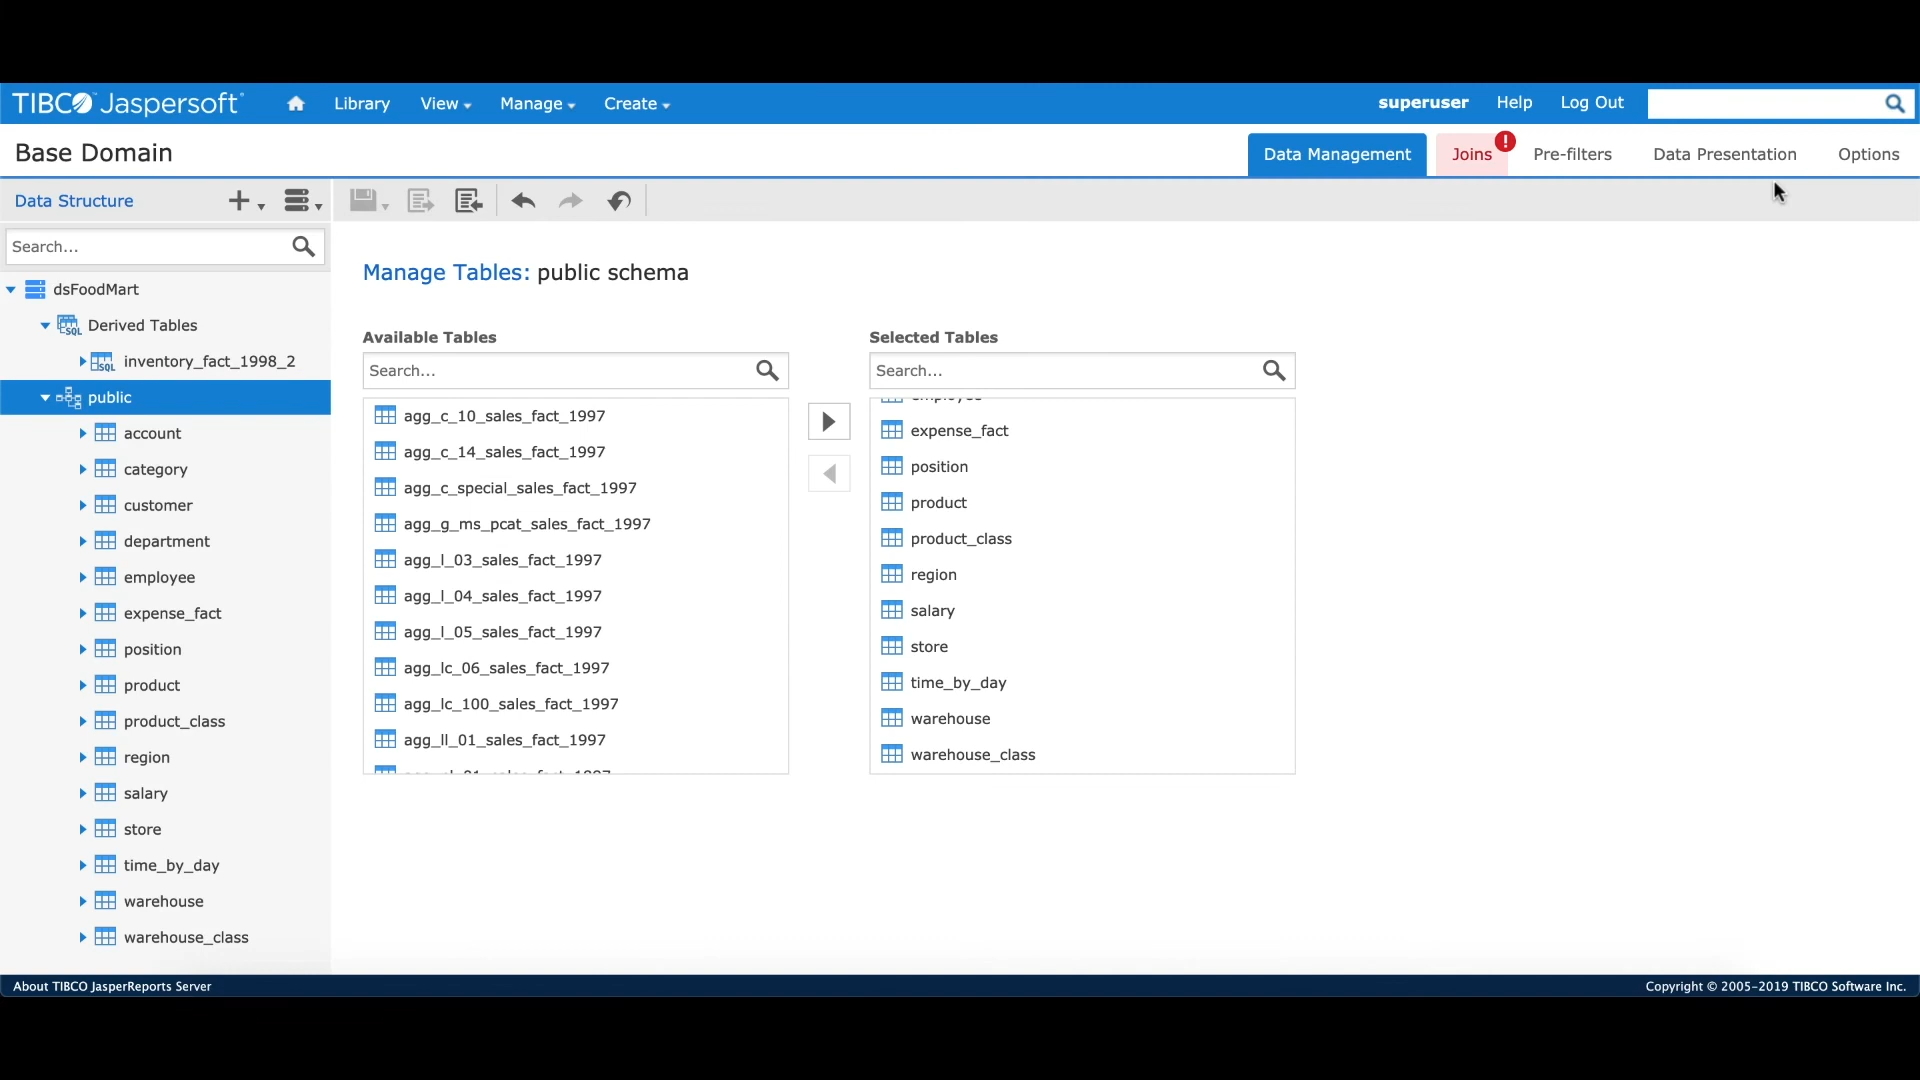 TIBCO Jaspersoft
Library
View
Manage
Create
superuser
Help
Log Out
Base Domain
Data Management
Joins
!
Pre-filters
Data Presentation
Options
Data Structure
Search...
dsFoodMart
Derived Tables
SQL
inventory_fact_1998_2
SQL
public
account
category
customer
department
employee
expense_fact
position
product
product_class
region
salary
store
time_by_day
warehouse
warehouse_class
Manage Tables: public schema
Available Tables
Search...
agg_c_10_sales_fact_1997
agg_c_14_sales_fact_1997
agg_c_special_sales_fact_1997
agg_g_ms_pcat_sales_fact_1997
agg_l_03_sales_fact_1997
agg_l_04_sales_fact_1997
agg_l_05_sales_fact_1997
agg_lc_06_sales_fact_1997
agg_lc_100_sales_fact_1997
agg_ll_01_sales_fact_1997
Selected Tables
Search...
expense_fact
position
product
product_class
region
salary
store
time_by_day
warehouse
warehouse_class
About TIBCO JasperReports Server
Copyright © 2005-2019 TIBCO Software Inc.